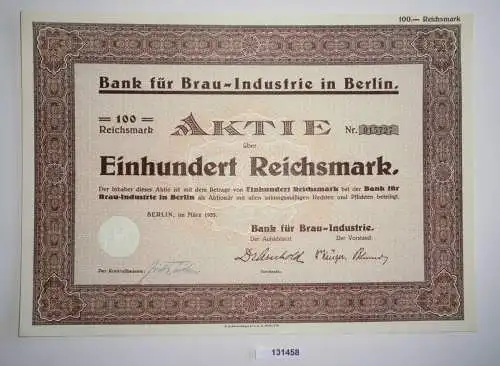 100.— Reichsmark
Bank für Brau-Industrie in Berlin.
100
Reichsmark
AKTIE
Nr. 015727
über
Einhundert Reichsmark.
Der Inhaber dieser Aktie ist mit dem Betrage von Einhundert Reichsmark bei der Bank für
Brau-Industrie in Berlin als Aktionär mit allen satzungsmäßigen Rechten und Pflichten beteiligt.
BERLIN, im März
Bank für Brau-Industrie.
Der Aufsichtsrat Der Vorstand:
Der Kontrollbeamte:
131458